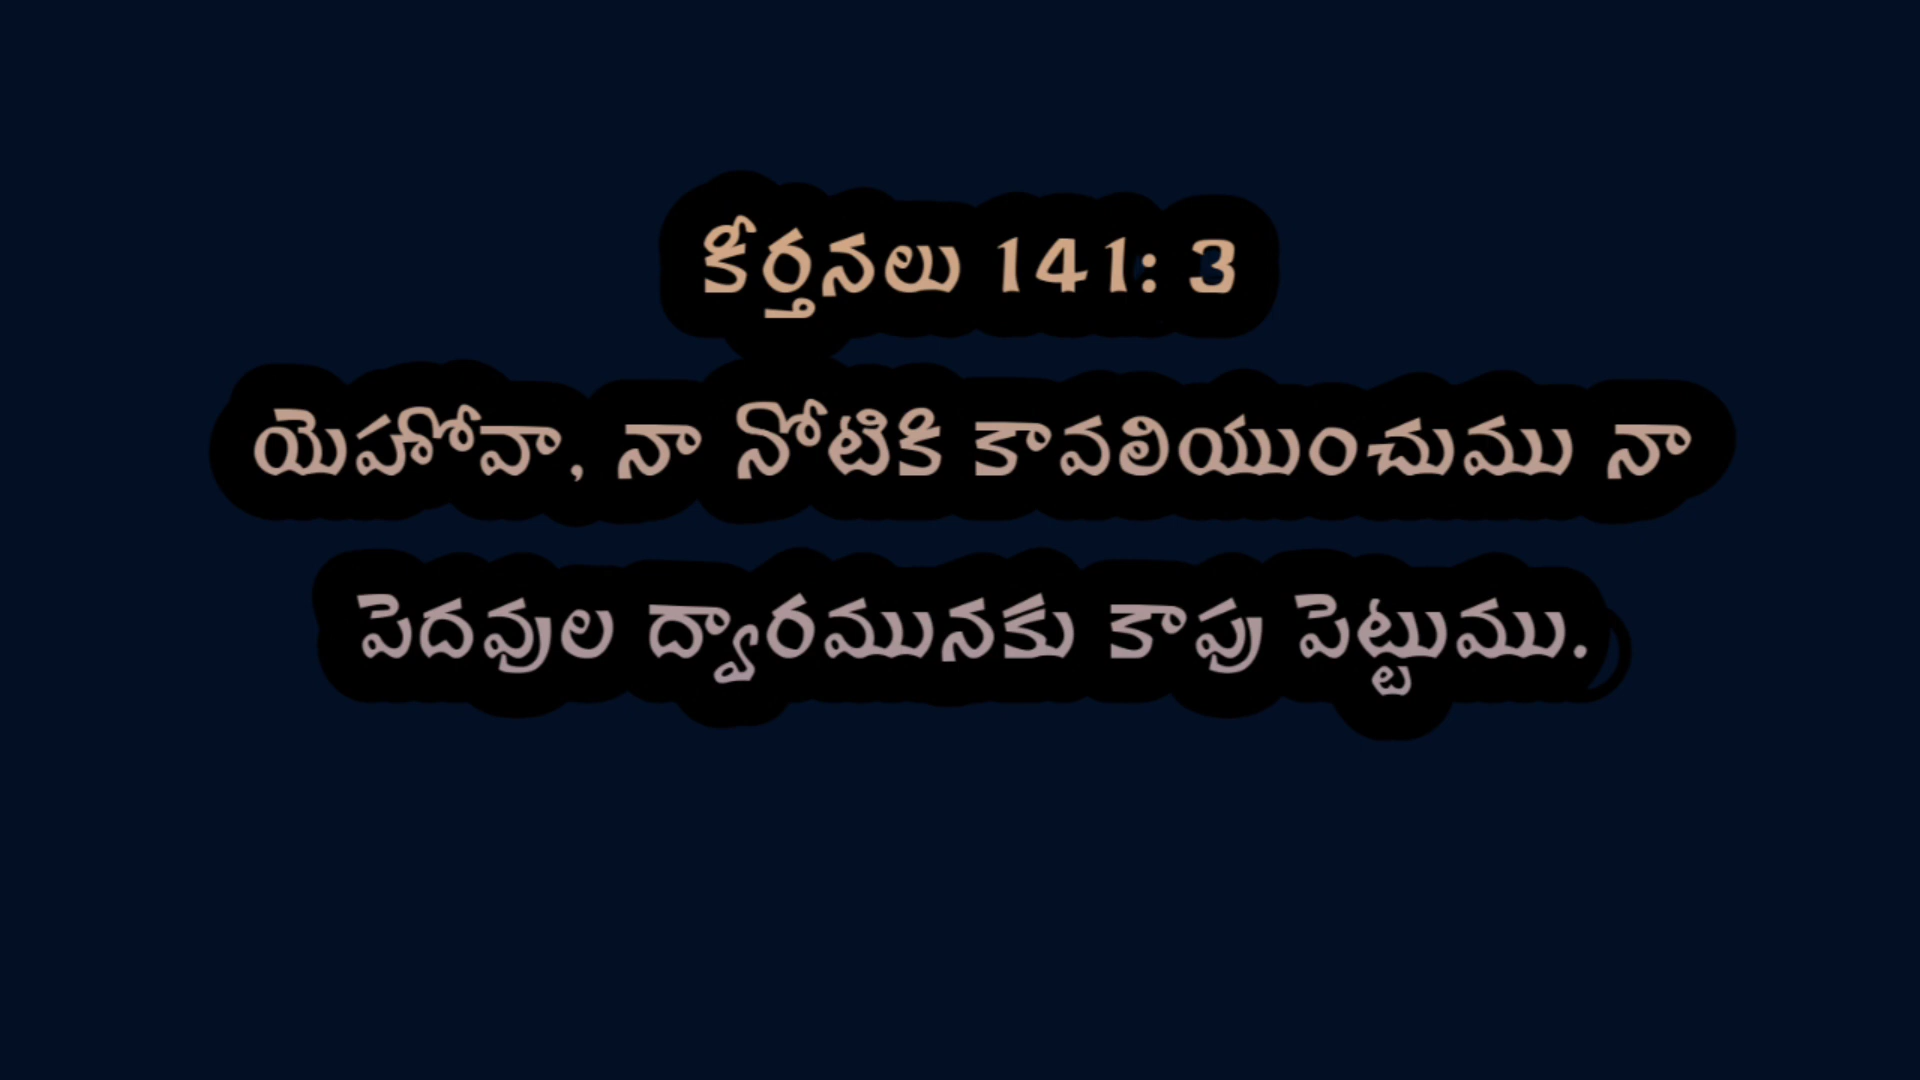 కీర్తనలు 141: 3
యెహోవా, నా నోటికి కావలియుంచుము నా
పెదవుల ద్వారమునకు కాపు పెట్టుము.